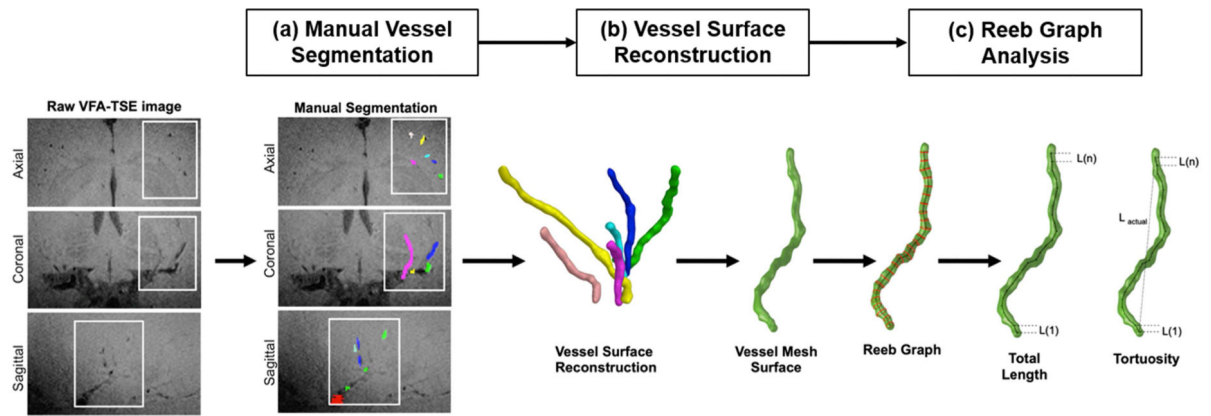 (a) Manual Vessel
Segmentation
(b) Vessel Surface
Reconstruction
(c) Reeb Graph
Analysis
Raw VFA-TSE image
Manual Segmentation
Axial
Coronal
Sagittal
Axial
Coronal
Sagittal
Vessel Surface
Reconstruction
Vessel Mesh
Surface
Reeb Graph
L(n)
L(1)
Total
Length
L(n)
L actual
L(1)
Tortuosity